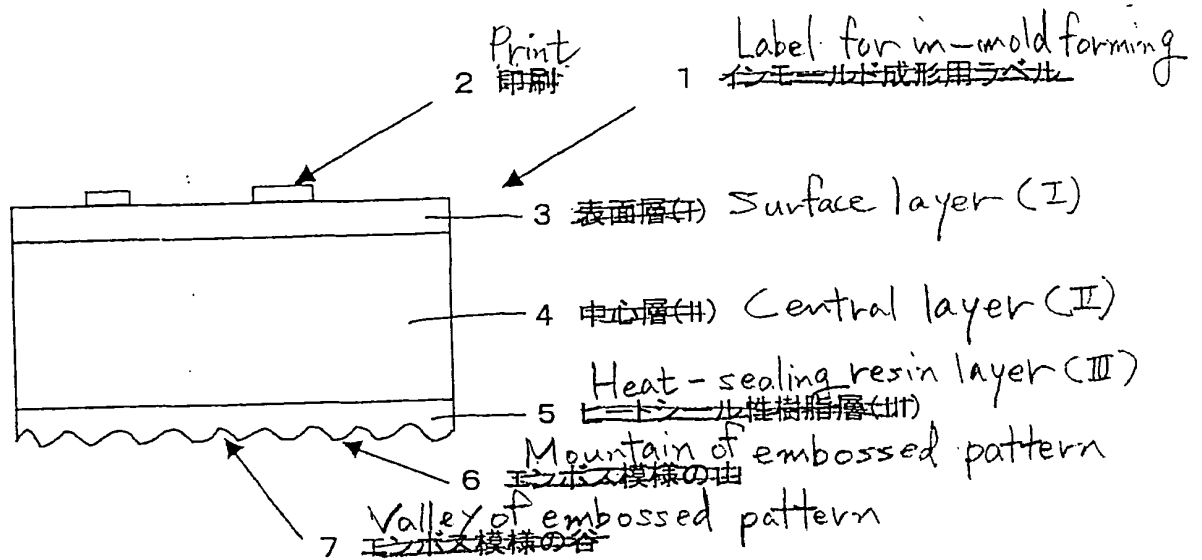 Print
2 印刷
Label for in-mold forming
1 インモールド成形用ラベル
3 表面層(I) Surface layer (I)
4 中心層(II) Central layer (II)
Heat-sealing resin layer (III)
5 ヒートシール性樹脂層(III)
Mountain of embossed pattern
6 エンボス模様の山
Valley of embossed pattern
7 エンボス模様の谷